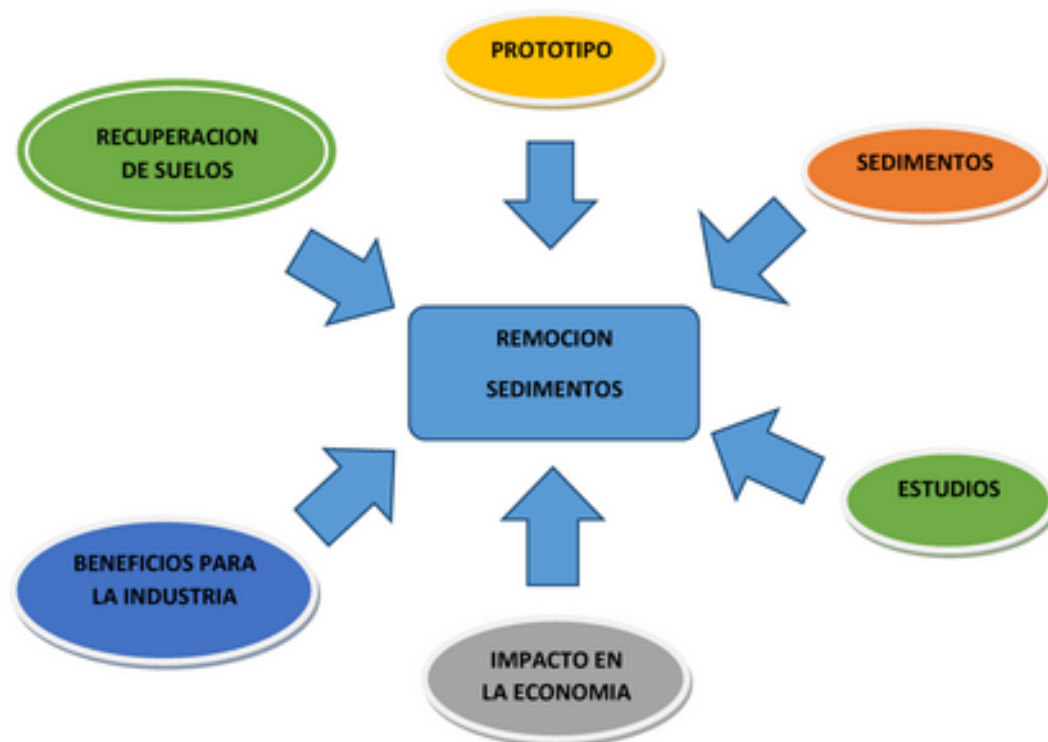 PROTOTIPO
RECUPERACION
DE SUELOS
SEDIMENTOS
REMOCION
SEDIMENTOS
ESTUDIOS
BENEFICIOS PARA
LA INDUSTRIA
IMPACTO EN
LA ECONOMIA